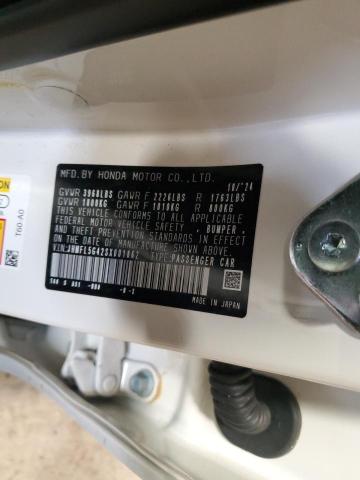 MFD.BY HONDA MOTOR CO.,LTD.
10/'24
GVWR 3968LBS GAWR F 2226LBS R 1763LBS
GVWR 1800KG GAWR F 1010KG R 800KG
THIS VEHICLE CONFORMS TO ALL APPLICABLE
FEDERAL MOTOR VEHICLE SAFETY, BUMPER,
AND THEFT PREVENTION STANDARDS IN EFFECT
ON THE DATE OF MANUFACTURE SHOWN ABOVE.
TYPE:PASSENGER CAR
MADE IN JAPAN
T60-A0